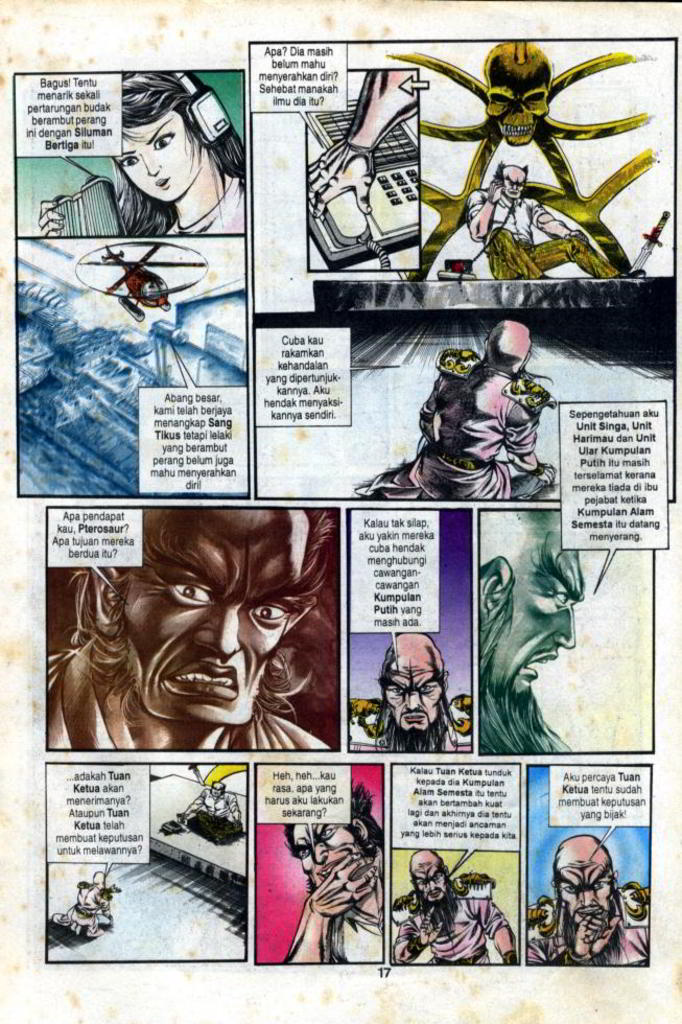 Bagus! Tentu
menarik sekali
pertarungan budak
berambut perang
ini dengan Siluman
Bertiga itu!
Apa? Dia masih
belum mahu
menyerahkan diri?
Sehebat manakah
ilmu dia itu?
Abang besar,
kami telah berjaya
menangkap Sang
Tikus tetapi lelaki
yang berambut
perang belum juga
mahu menyerahkan
diri!
Cuba kau
rakamkan
kehandalan
yang dipertunjuk-
kannya. Aku
hendak menyaksi-
kannya sendiri.
Sepengetahuan aku
Unit Singa, Unit
Harimau dan Unit
Ular Kumpulan
Putih itu masih
terselamat kerana
mereka tiada di ibu
pejabat ketika
Kumpulan Alam
Semesta itu datang
menyerang.
Apa pendapat
kau, Pterosaur?
Apa tujuan mereka
berdua itu?
Kalau tak silap,
aku yakin mereka
cuba hendak
menghubungi
cawangan-
cawangan
Kumpulan
Putih yang
masih ada.
...adakah Tuan
Ketua akan
menerimanya?
Ataupun Tuan
Ketua telah
membuat keputusan
untuk melawannya?
Heh, heh...kau
rasa, apa yang
harus aku lakukan
sekarang?
Kalau Tuan Ketua tunduk
kepada dia Kumpulan
Alam Semesta itu tentu
akan bertambah kuat
lagi dan akhirnya dia tentu
akan menjadi ancaman
yang lebih serius kepada kita.
Aku percaya Tuan
Ketua tentu sudah
membuat keputusan
yang bijak!
17